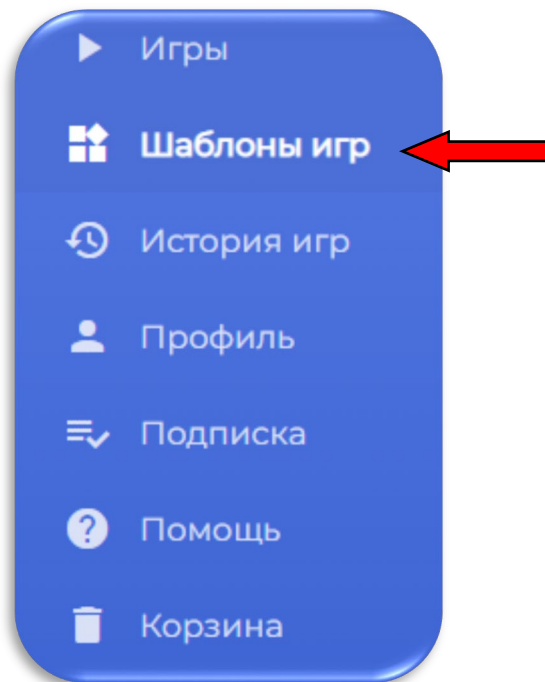 Игры
Шаблоны игр
История игр
Профиль
Подписка
Помощь
Корзина